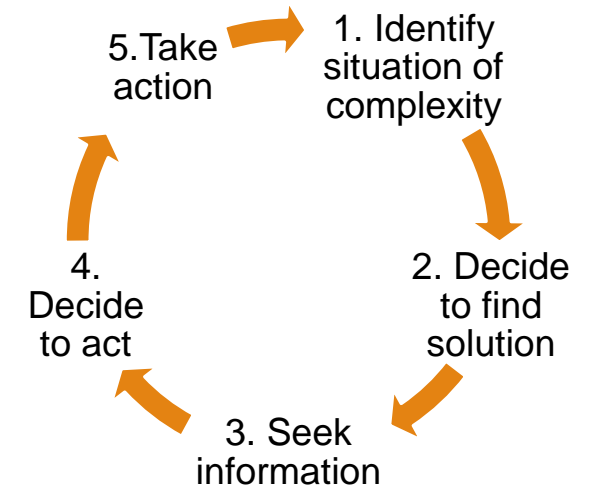 1. Identify
situation of
complexity
2. Decide
to find
solution
3. Seek
information
4.
Decide
to act
5.Take
action